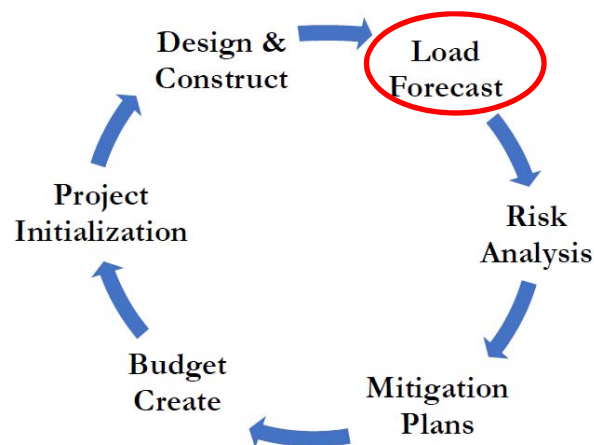 Design &
Construct
Load
Forecast
Risk
Analysis
Mitigation
Plans
Budget
Create
Project
Initialization